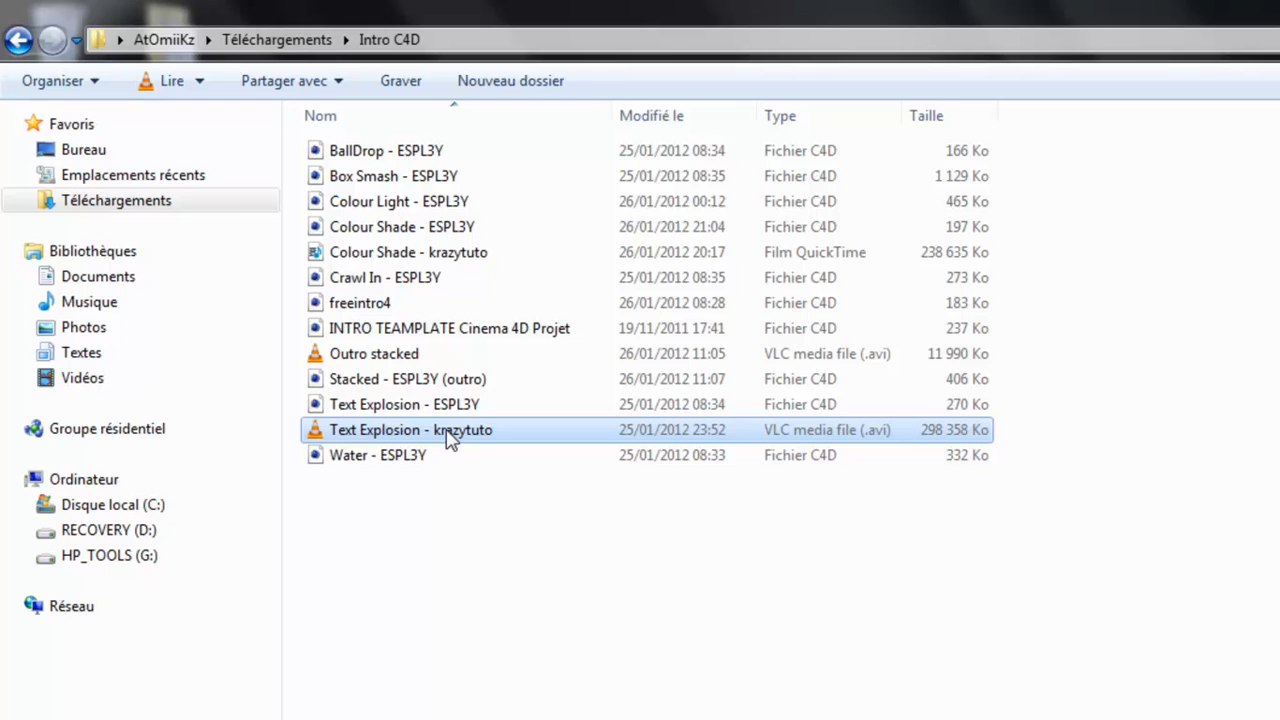 AtOmiiKz Téléchargements Intro C4D
Organiser Lire Partager avec Graver Nouveau dossier
Favoris
Bureau
Emplacements récents
Téléchargements
Bibliothèques
Documents
Musique
Photos
Textes
Vidéos
Groupe résidentiel
Ordinateur
Disque local (C:)
RECOVERY (D:)
HP_TOOLS (G:)
Réseau
Nom Modifié le Type Taille
BallDrop - ESPL3Y 25/01/2012 08:34 Fichier C4D 166 Ko
Box Smash - ESPL3Y 25/01/2012 08:35 Fichier C4D 1 129 Ko
Colour Light - ESPL3Y 26/01/2012 00:12 Fichier C4D 465 Ko
Colour Shade - ESPL3Y 26/01/2012 21:04 Fichier C4D 197 Ko
Colour Shade - krazytuto 26/01/2012 20:17 Film QuickTime 238 635 Ko
Crawl In - ESPL3Y 25/01/2012 08:35 Fichier C4D 273 Ko
freeintro4 26/01/2012 08:28 Fichier C4D 183 Ko
INTRO TEAMPLATE Cinema 4D Projet 19/11/2011 17:41 Fichier C4D 237 Ko
Outro stacked 26/01/2012 11:05 VLC media file (.avi) 11 990 Ko
Stacked - ESPL3Y (outro) 26/01/2012 11:07 Fichier C4D 406 Ko
Text Explosion - ESPL3Y 25/01/2012 08:34 Fichier C4D 270 Ko
Text Explosion - krazytuto 25/01/2012 23:52 VLC media file (.avi) 298 358 Ko
Water - ESPL3Y 25/01/2012 08:33 Fichier C4D 332 Ko